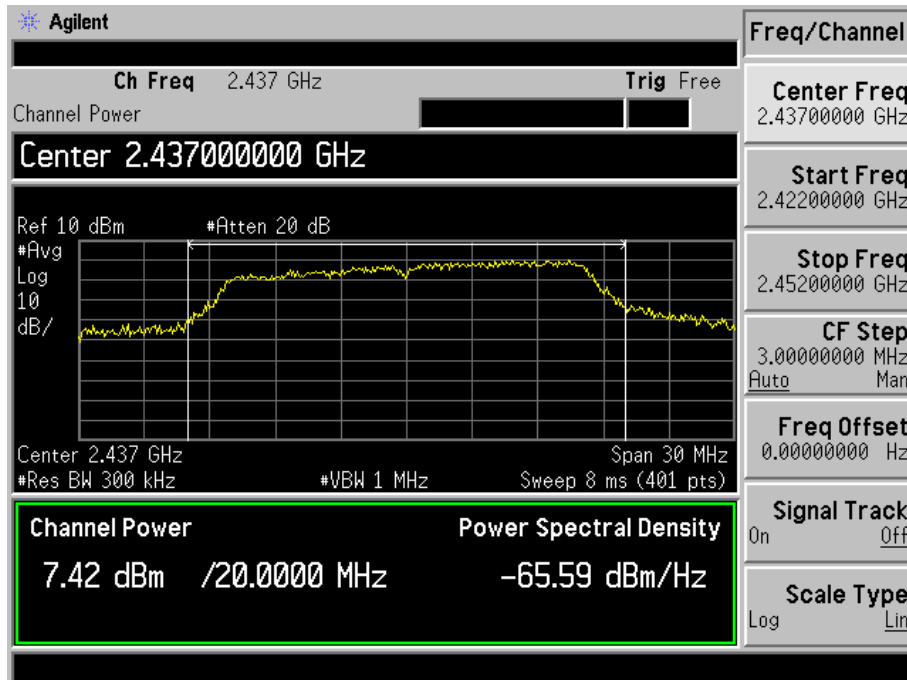 Agilent
Ch Freq 2.437 GHz Trig Free
Channel Power
Center 2.437000000 GHz
Ref 10 dBm #Atten 20 dB
#Avg
Log
10
dB/
Center 2.437 GHz Span 30 MHz
#Res BW 300 kHz #VBW 1 MHz Sweep 8 ms (401 pts)
Channel Power Power Spectral Density
7.42 dBm /20.0000 MHz -65.59 dBm/Hz
Freq/Channel
Center Freq
2.43700000 GHz
Start Freq
2.42200000 GHz
Stop Freq
2.45200000 GHz
CF Step
3.00000000 MHz
Auto Man
Freq Offset
0.00000000 Hz
Signal Track
On Off
Scale Type
Log Lin